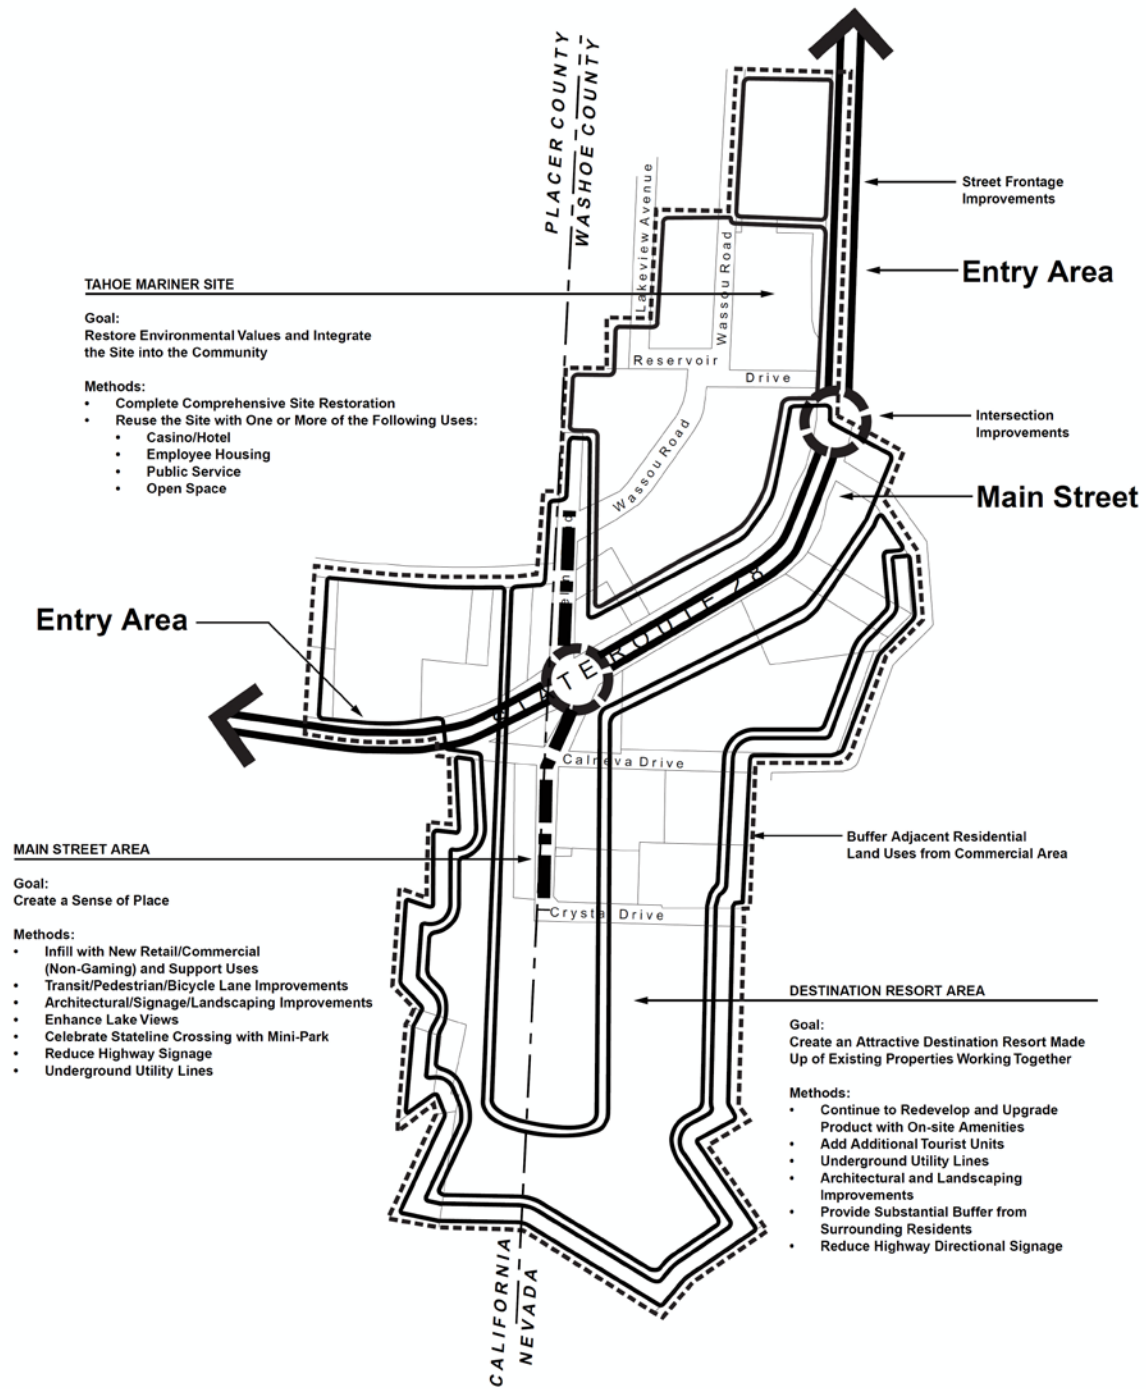 PLACER COUNTY
WASHOE COUNTY
Lakeview Avenue
Wassou Road
Street Frontage
Improvements
Entry Area
TAHOE MARINER SITE
Goal:
Restore Environmental Values and Integrate
the Site into the Community
Methods:
• Complete Comprehensive Site Restoration
• Reuse the Site with One or More of the Following Uses:
• Casino/Hotel
• Employee Housing
• Public Service
• Open Space
Reservoir
Drive
Intersection
Improvements
Wassou Road
Main Street
Entry Area
STATE ROUTE 28
Calneva Drive
Buffer Adjacent Residential
Land Uses from Commercial Area
MAIN STREET AREA
Goal:
Create a Sense of Place
Methods:
• Infill with New Retail/Commercial
(Non-Gaming) and Support Uses
• Transit/Pedestrian/Bicycle Lane Improvements
• Architectural/Signage/Landscaping Improvements
• Enhance Lake Views
• Celebrate Stateline Crossing with Mini-Park
• Reduce Highway Signage
• Underground Utility Lines
Crystal Drive
DESTINATION RESORT AREA
Goal:
Create an Attractive Destination Resort Made
Up of Existing Properties Working Together
Methods:
• Continue to Redevelop and Upgrade
Product with On-site Amenities
• Add Additional Tourist Units
• Underground Utility Lines
• Architectural and Landscaping
Improvements
• Provide Substantial Buffer from
Surrounding Residents
• Reduce Highway Directional Signage
CALIFORNIA
NEVADA